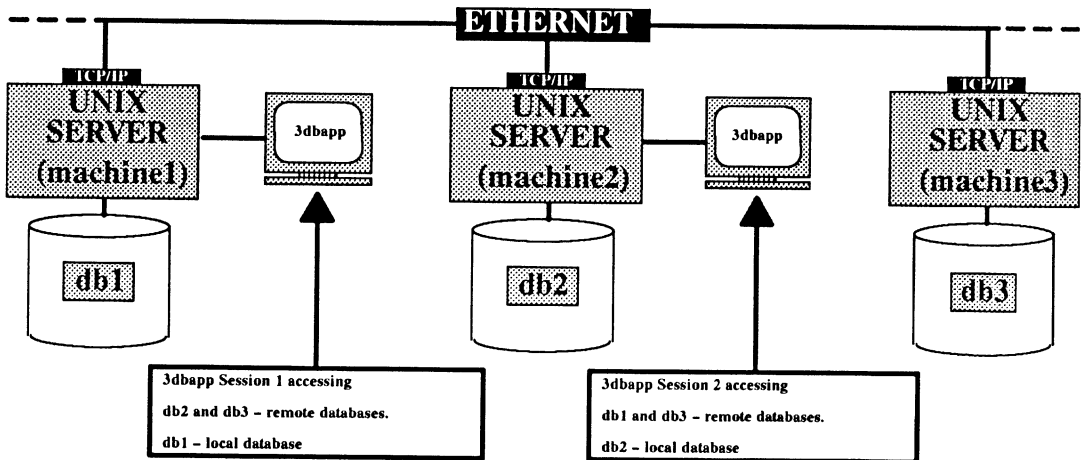 ETHERNET
TCP/IP
UNIX
SERVER
(machine1)
3dbapp
TCP/IP
UNIX
SERVER
(machine2)
3dbapp
TCP/IP
UNIX
SERVER
(machine3)
db1
db2
db3
3dbapp Session 1 accessing
db2 and db3 – remote databases.
db1 – local database
3dbapp Session 2 accessing
db1 and db3 – remote databases.
db2 – local database